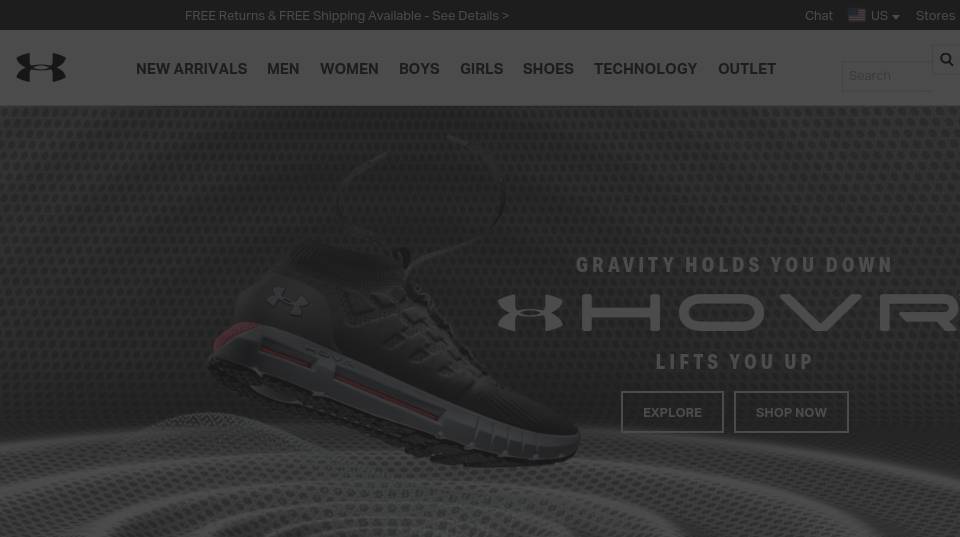 FREE Returns & FREE Shipping Available - See Details >
Chat
US
Stores
NEW ARRIVALS MEN WOMEN BOYS GIRLS SHOES TECHNOLOGY OUTLET
Search
GRAVITY HOLDS YOU DOWN
HOVR
LIFTS YOU UP
EXPLORE
SHOP NOW